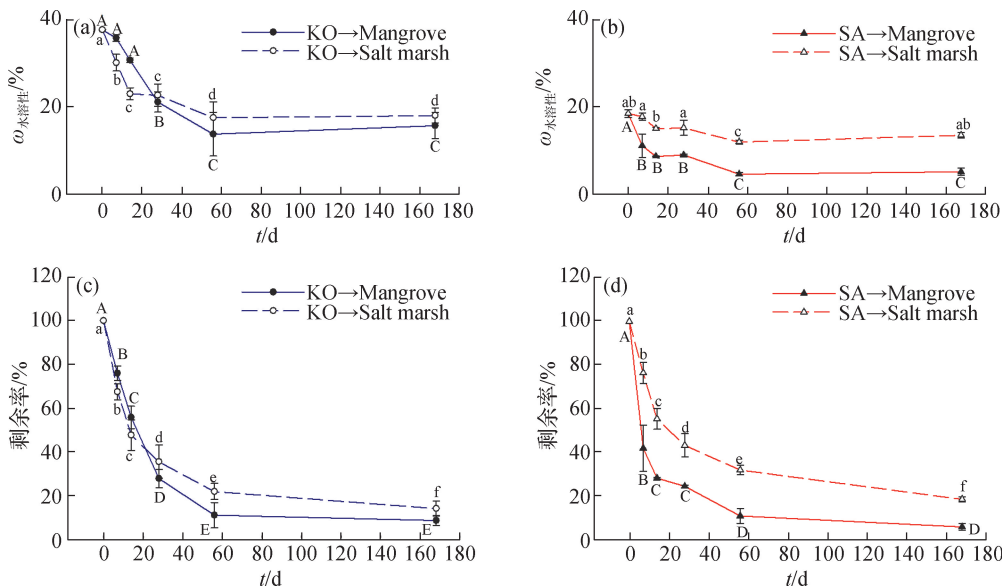 (a)
KO→Mangrove
KO→Salt marsh
ω水溶性/%
40
20
0
A
A
A
a
b
c
c
B
d
C
d
C
0 20 40 60 80 100 120 140 160 180
t/d
(b)
SA→Mangrove
SA→Salt marsh
ω水溶性/%
40
20
0
ab
a
b
a
c
ab
A
B
B
B
C
C
0 20 40 60 80 100 120 140 160 180
t/d
(c)
KO→Mangrove
KO→Salt marsh
剩余率/%
120
100
80
60
40
20
0
A
a
B
b
C
c
d
D
e
E
f
E
0 20 40 60 80 100 120 140 160 180
t/d
(d)
SA→Mangrove
SA→Salt marsh
剩余率/%
120
100
80
60
40
20
0
a
A
b
c
d
e
f
B
C
C
D
D
0 20 40 60 80 100 120 140 160 180
t/d